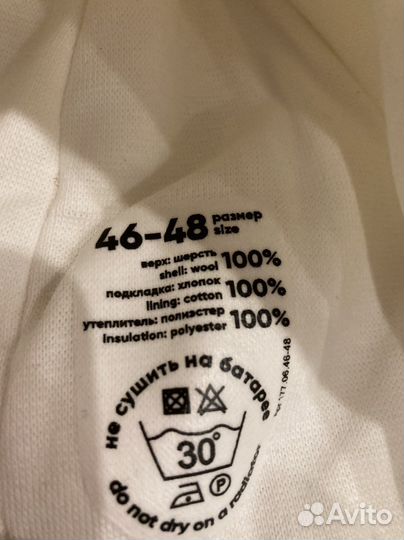 46-48 размер
size
верх: шерсть
shell: wool 100%
подкладка: хлопок
lining: cotton 100%
утеплитель: полиэстер
insulation: polyester 100%
не сушить на батарее
30°
P
do not dry on a radiator
Avito